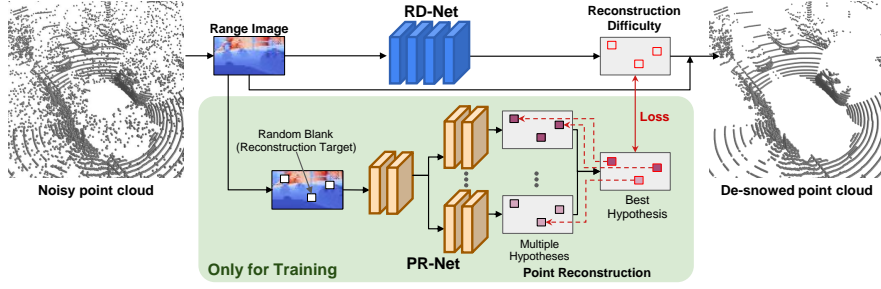 RD-Net
Reconstruction
Difficulty
Range Image
Loss
Random Blank
(Reconstruction Target)
Noisy point cloud
De-snowed point cloud
Best
Hypothesis
Multiple
Hypotheses
PR-Net
Point Reconstruction
Only for Training